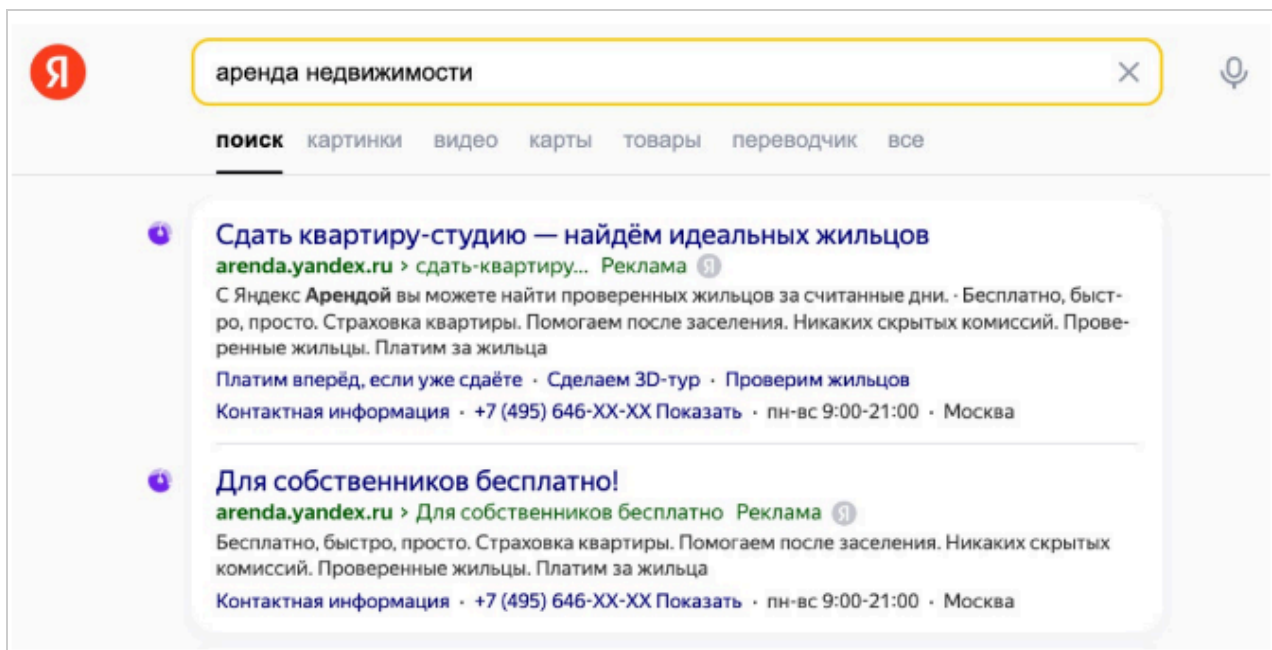 Я
аренда недвижимости
поиск картинки видео карты товары переводчик все
Сдать квартиру-студию — найдём идеальных жильцов
arenda.yandex.ru › сдать-квартиру... Реклама Я
С Яндекс Арендой вы можете найти проверенных жильцов за считанные дни. · Бесплатно, быст-
ро, просто. Страховка квартиры. Помогаем после заселения. Никаких скрытых комиссий. Прове-
ренные жильцы. Платим за жильца
Платим вперёд, если уже сдаёте · Сделаем 3D-тур · Проверим жильцов
Контактная информация · +7 (495) 646-XX-XX Показать · пн-вс 9:00-21:00 · Москва
Для собственников бесплатно!
arenda.yandex.ru › Для собственников бесплатно Реклама Я
Бесплатно, быстро, просто. Страховка квартиры. Помогаем после заселения. Никаких скрытых
комиссий. Проверенные жильцы. Платим за жильца
Контактная информация · +7 (495) 646-XX-XX Показать · пн-вс 9:00-21:00 · Москва